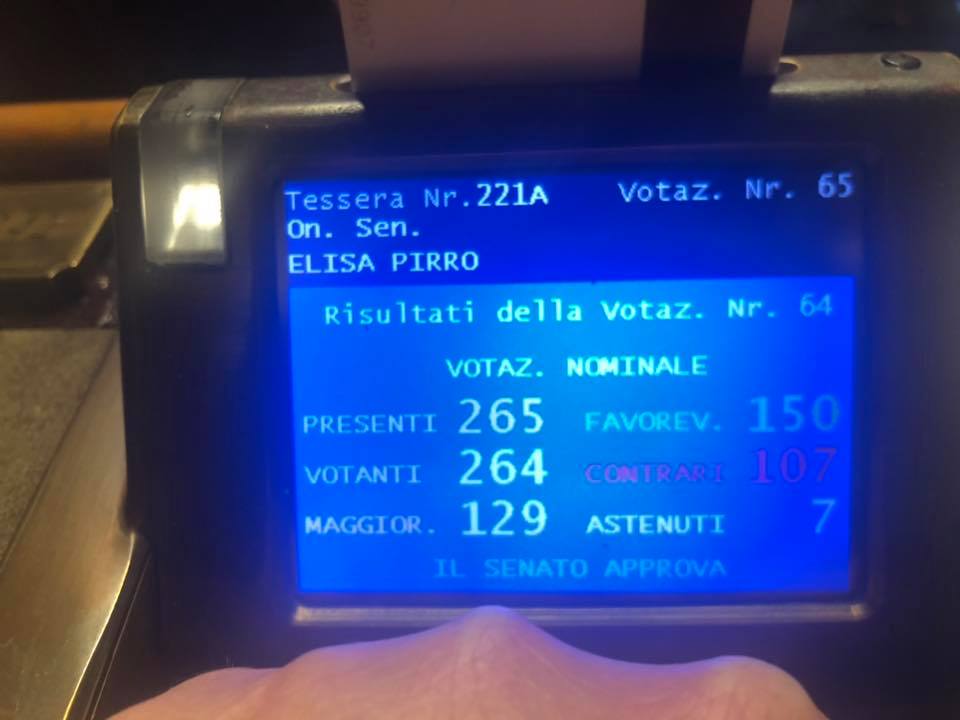 Tessera Nr.221A Votaz. Nr. 65
On. Sen.
ELISA PIRRO
Risultati della Votaz. Nr. 64
VOTAZ. NOMINALE
PRESENTI 265 FAVOREV. 150
VOTANTI 264 CONTRARI 107
MAGGIOR. 129 ASTENUTI 7
IL SENATO APPROVA